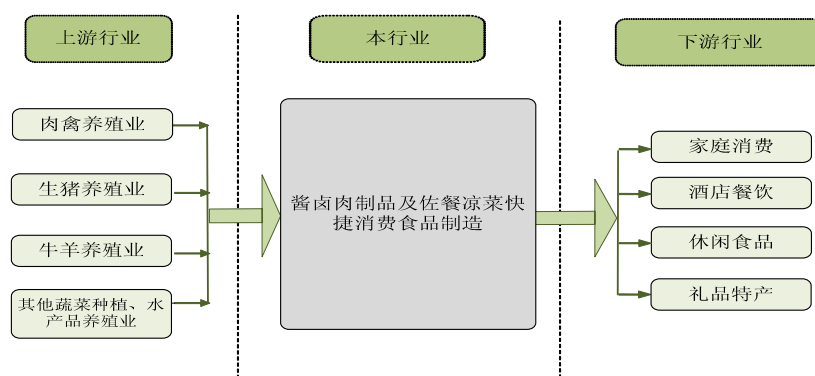 上游行业
本行业
下游行业
肉禽养殖业
生猪养殖业
牛羊养殖业
其他蔬菜种植、水
产品养殖业
酱卤肉制品及佐餐凉菜快
捷消费食品制造
家庭消费
酒店餐饮
休闲食品
礼品特产